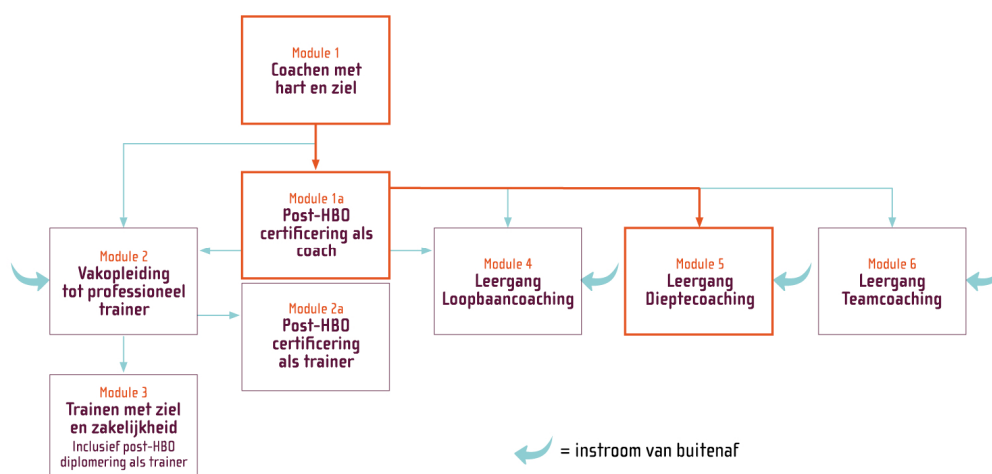 Module 1
Coachen met
hart en ziel
Module 1a
Post-HBO
certificering als
coach
Module 2
Vakopleiding
tot professioneel
trainer
Module 2a
Post-HBO
certificering
als trainer
Module 3
Trainen met ziel
en zakelijkheid
Inclusief post-HBO
diplomering als trainer
Module 4
Leergang
Loopbaancoaching
Module 5
Leergang
Dieptecoaching
Module 6
Leergang
Teamcoaching
= instroom van buitenaf